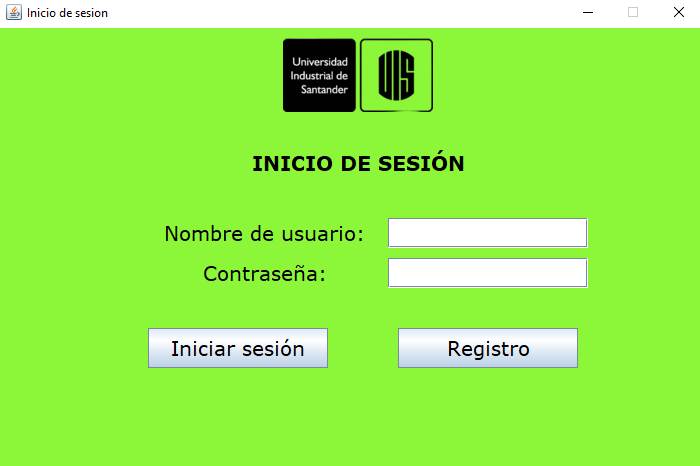 Inicio de sesion
Universidad
Industrial de
Santander
UIS
INICIO DE SESIÓN
Nombre de usuario:
Contraseña:
Iniciar sesión
Registro